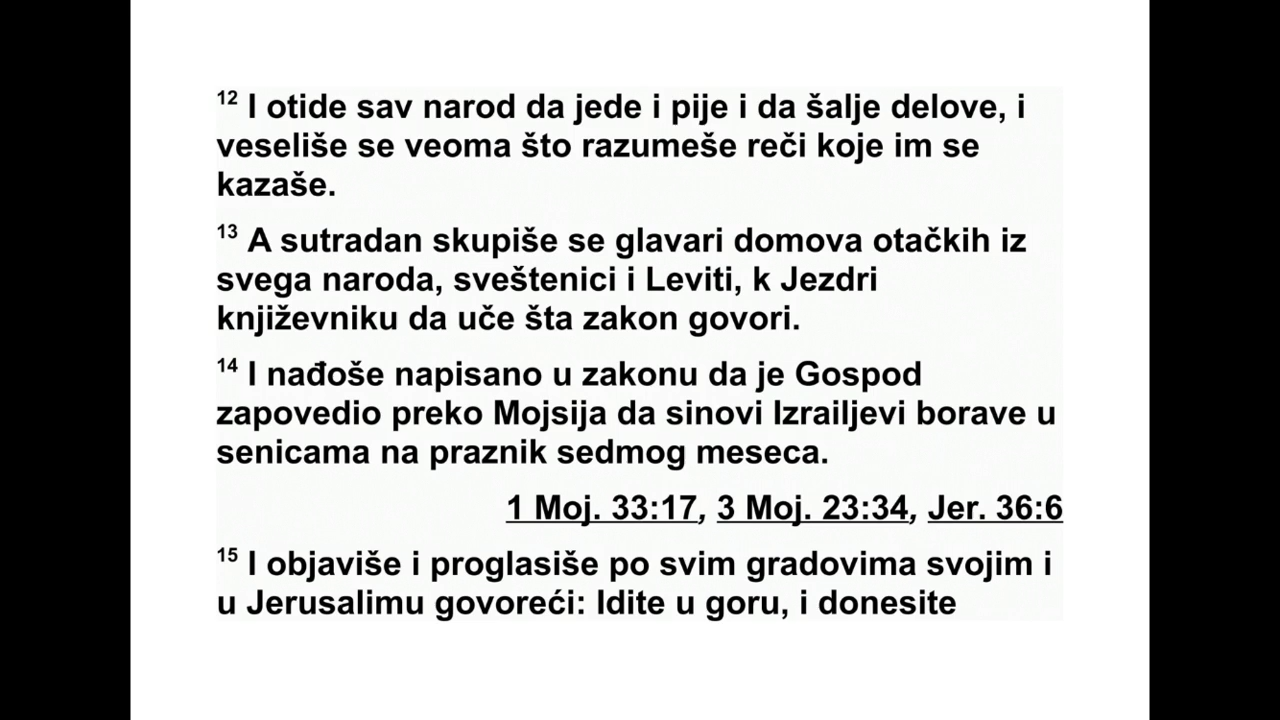 12 I otide sav narod da jede i pije i da šalje delove, i
veseliše se veoma što razumeše reči koje im se
kazaše.
13 A sutradan skupiše se glavari domova otačkih iz
svega naroda, sveštenici i Leviti, k Jezdri
književniku da uče šta zakon govori.
14 I nađoše napisano u zakonu da je Gospod
zapovedio preko Mojsija da sinovi Izrailjevi borave u
senicama na praznik sedmog meseca.
1 Moj. 33:17, 3 Moj. 23:34, Jer. 36:6
15 I objaviše i proglasiše po svim gradovima svojim i
u Jerusalimu govoreći: Idite u goru, i donesite